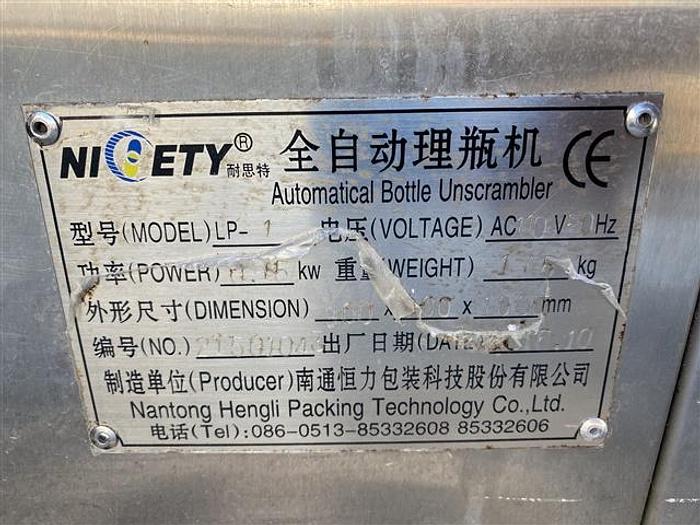 NICETY® 耐思特 全自动理瓶机 CE
Automatical Bottle Unscrambler
型号(MODEL) LP-1 电压(VOLTAGE) AC V Hz
功率(POWER) kw 重量(WEIGHT) kg
外形尺寸(DIMENSION) x x mm
编号(NO.) 出厂日期(DATE)
制造单位(Producer)南通恒力包装科技股份有限公司
Nantong Hengli Packing Technology Co.,Ltd.
电话(Tel):086-0513-85332608 85332606